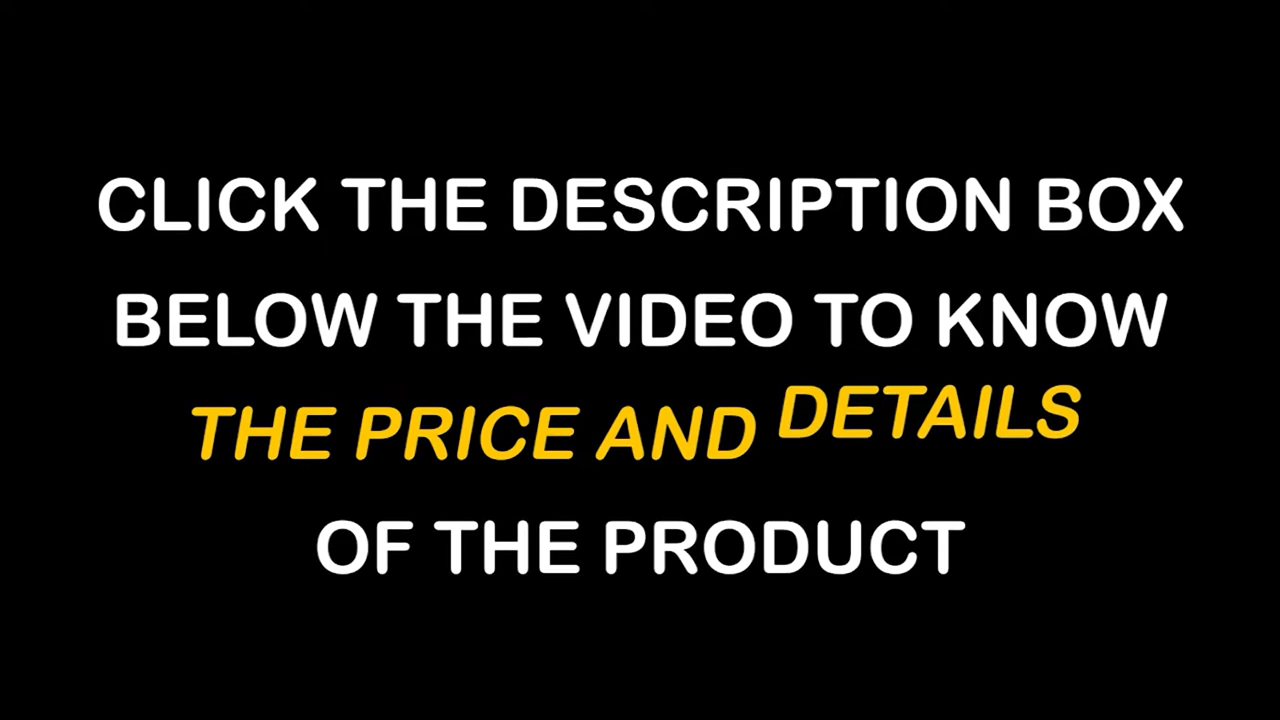 CLICK THE DESCRIPTION BOX
BELOW THE VIDEO TO KNOW
THE PRICE AND DETAILS
OF THE PRODUCT